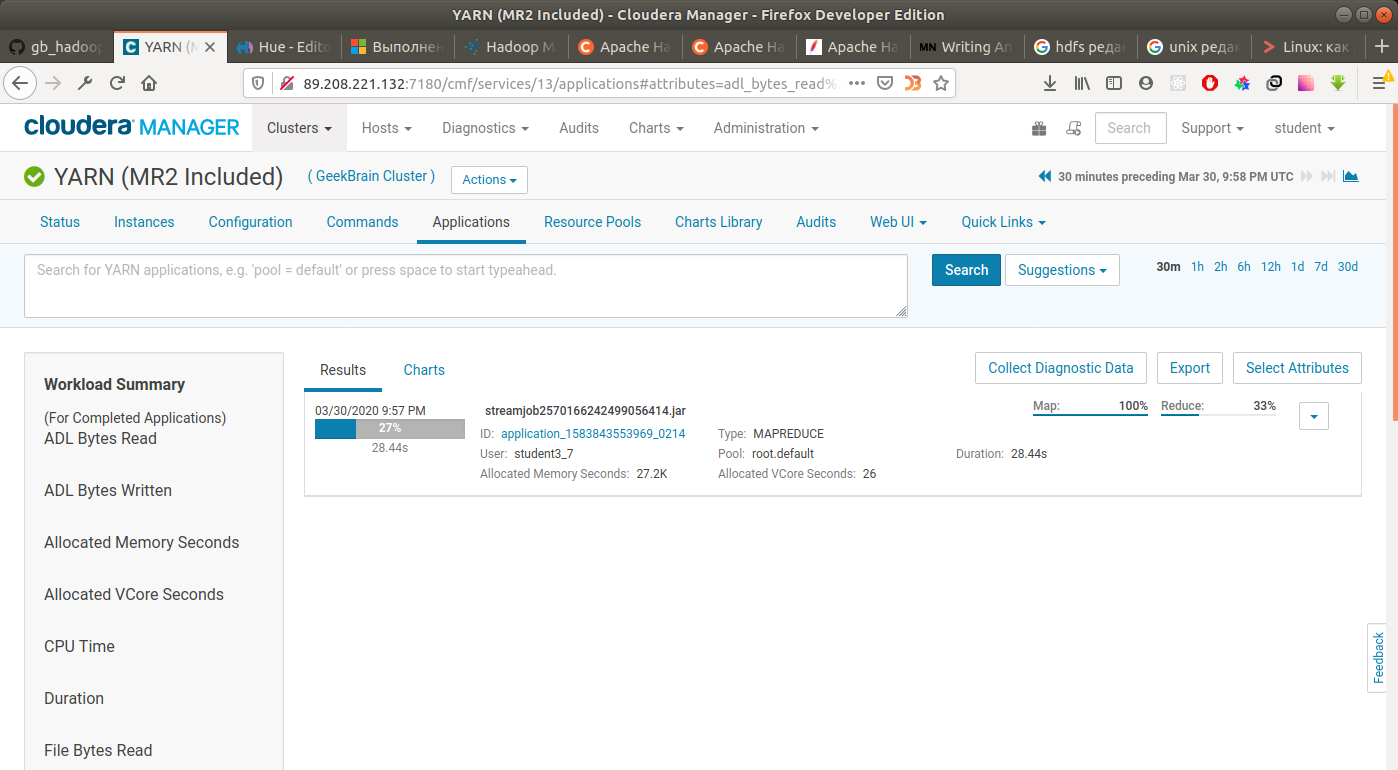 YARN (MR2 Included) - Cloudera Manager - Firefox Developer Edition
gb_hadoop YARN (M Hue - Edito Выполнен Hadoop M Apache Ha Apache Ha Apache Ha Writing An hdfs реда unix редак Linux: как
89.208.221.132:7180/cmf/services/13/applications#attributes=adl_bytes_read%
cloudera MANAGER Clusters Hosts Diagnostics Audits Charts Administration Search Support student
YARN (MR2 Included) ( GeekBrain Cluster ) Actions 30 minutes preceding Mar 30, 9:58 PM UTC
Status Instances Configuration Commands Applications Resource Pools Charts Library Audits Web UI Quick Links
Search for YARN applications, e.g. 'pool = default' or press space to start typeahead. Search Suggestions 30m 1h 2h 6h 12h 1d 7d 30d
Workload Summary
(For Completed Applications)
ADL Bytes Read
ADL Bytes Written
Allocated Memory Seconds
Allocated VCore Seconds
CPU Time
Duration
File Bytes Read
Results Charts Collect Diagnostic Data Export Select Attributes
03/30/2020 9:57 PM streamjob2570166242499056414.jar Map: 100% Reduce: 33%
27%
28.44s
ID: application_1583843553969_0214 Type: MAPREDUCE
User: student3_7 Pool: root.default Duration: 28.44s
Allocated Memory Seconds: 27.2K Allocated VCore Seconds: 26
Feedback